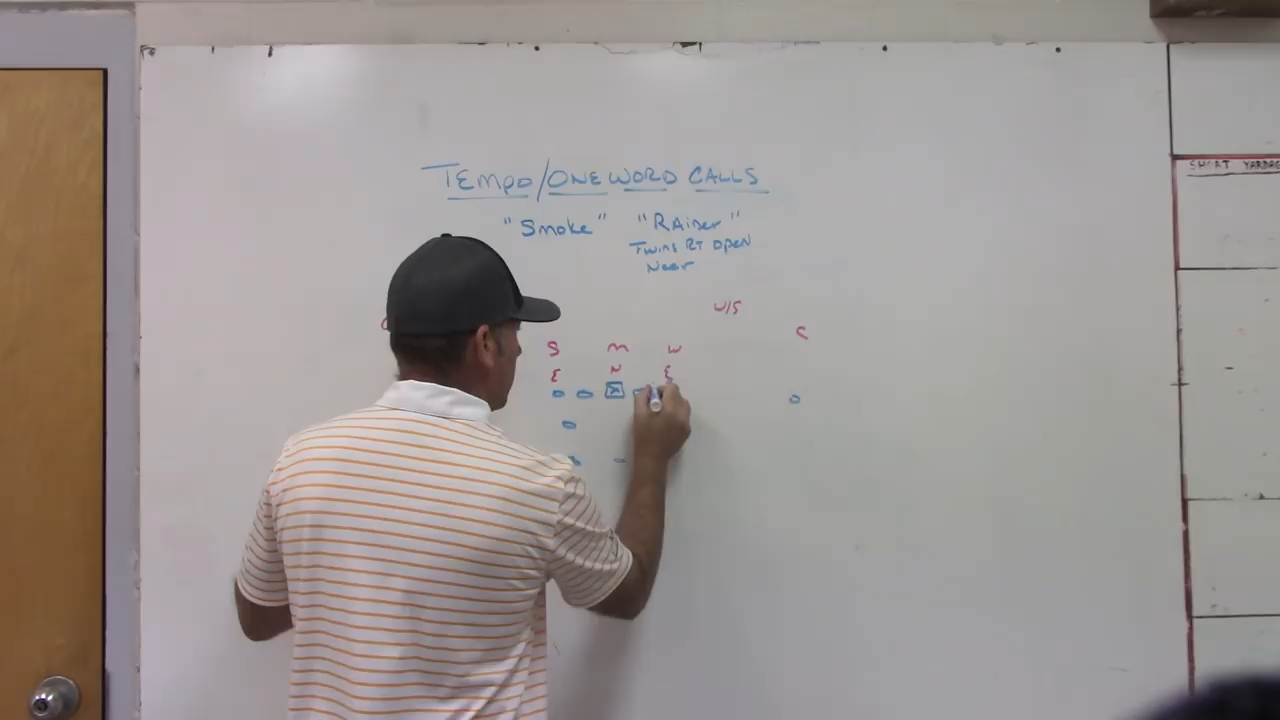 TEMPO/ONE WORD CALLS
"Smoke" "RAider"
TWINS RT OPEN
Near
W/S
C
S M W
E N E
SHORT YARDAGE